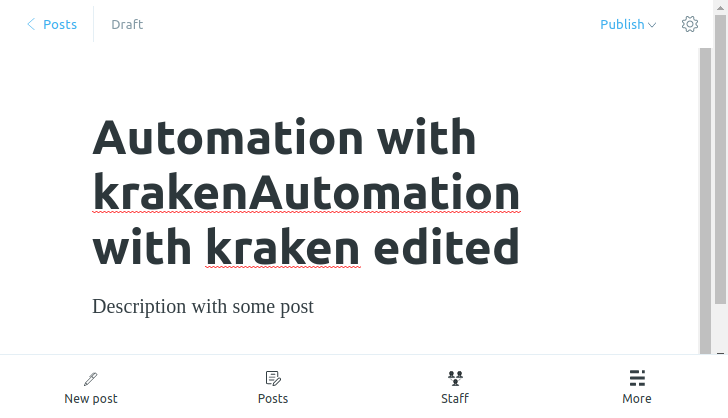 Posts
Draft
Publish
Automation with
krakenAutomation
with kraken edited
Description with some post
New post
Posts
Staff
More